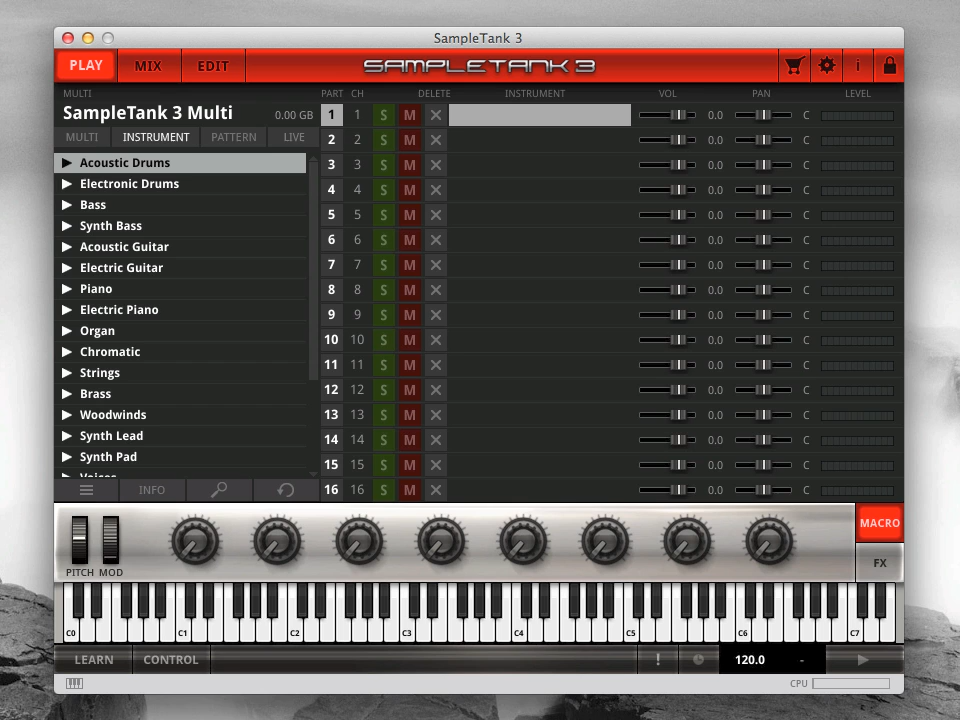 SampleTank 3
PLAY MIX EDIT SAMPLETANK 3 i
MULTI PART CH DELETE INSTRUMENT VOL PAN LEVEL
SampleTank 3 Multi 0.00 GB
MULTI INSTRUMENT PATTERN LIVE
1 1 S M X 0.0 C
2 2 S M X 0.0 C
3 3 S M X 0.0 C
4 4 S M X 0.0 C
5 5 S M X 0.0 C
6 6 S M X 0.0 C
7 7 S M X 0.0 C
8 8 S M X 0.0 C
9 9 S M X 0.0 C
10 10 S M X 0.0 C
11 11 S M X 0.0 C
12 12 S M X 0.0 C
13 13 S M X 0.0 C
14 14 S M X 0.0 C
15 15 S M X 0.0 C
16 16 S M X 0.0 C
Acoustic Drums
Electronic Drums
Bass
Synth Bass
Acoustic Guitar
Electric Guitar
Piano
Electric Piano
Organ
Chromatic
Strings
Brass
Woodwinds
Synth Lead
Synth Pad
Voices
INFO
PITCH MOD
MACRO
FX
C0 C1 C2 C3 C4 C5 C6 C7
LEARN CONTROL ! 120.0 -
CPU